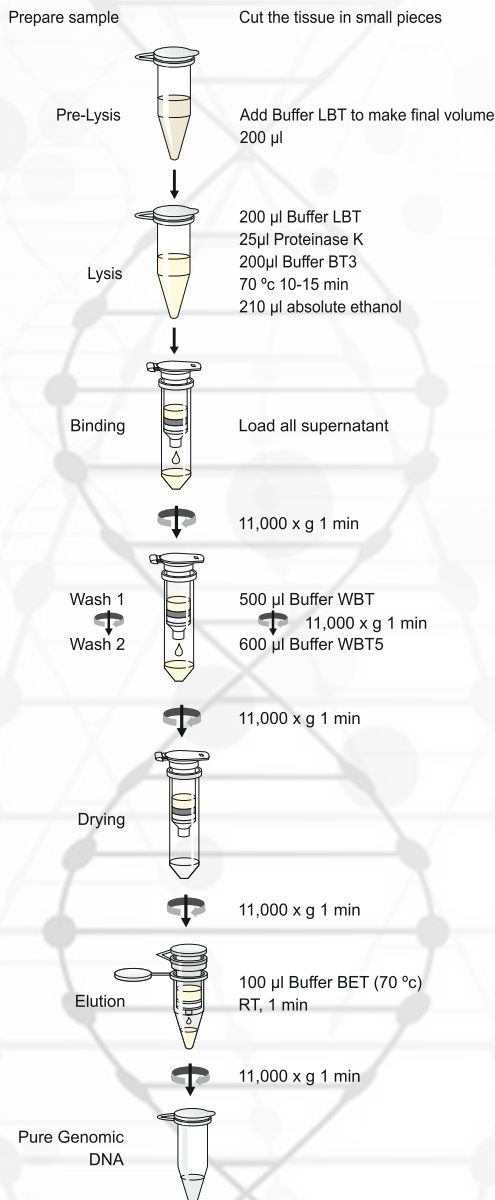 Prepare sample
Cut the tissue in small pieces
Pre-Lysis
Add Buffer LBT to make final volume
200 µl
Lysis
200 µl Buffer LBT
25µl Proteinase K
200µl Buffer BT3
70 ºc 10-15 min
210 µl absolute ethanol
Binding
Load all supernatant
11,000 x g 1 min
Wash 1
500 µl Buffer WBT
11,000 x g 1 min
Wash 2
600 µl Buffer WBT5
11,000 x g 1 min
Drying
11,000 x g 1 min
Elution
100 µl Buffer BET (70 ºc)
RT, 1 min
11,000 x g 1 min
Pure Genomic
DNA